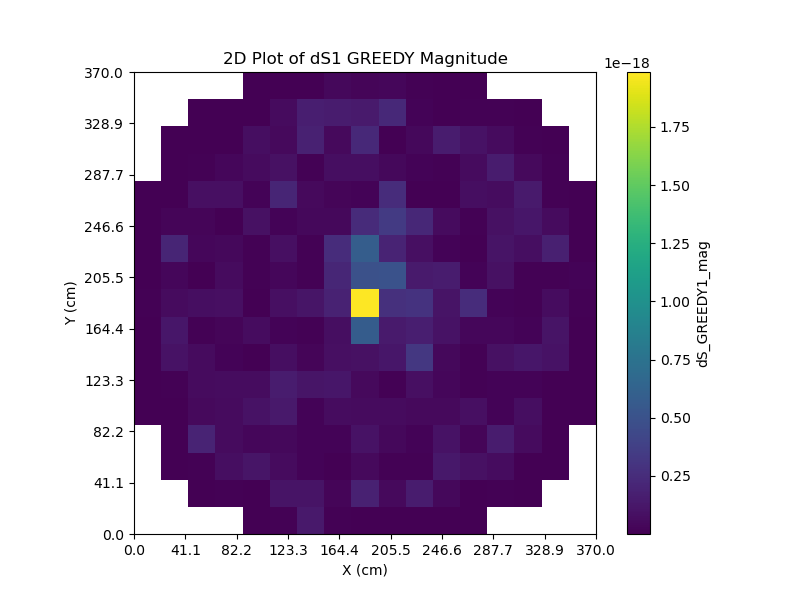 2D Plot of dS1 GREEDY Magnitude
1e−18
370.0
328.9
287.7
246.6
205.5
164.4
123.3
82.2
41.1
0.0
Y (cm)
0.0 41.1 82.2 123.3 164.4 205.5 246.6 287.7 328.9 370.0
X (cm)
1.75
1.50
1.25
1.00
0.75
0.50
0.25
dS_GREEDY1_mag